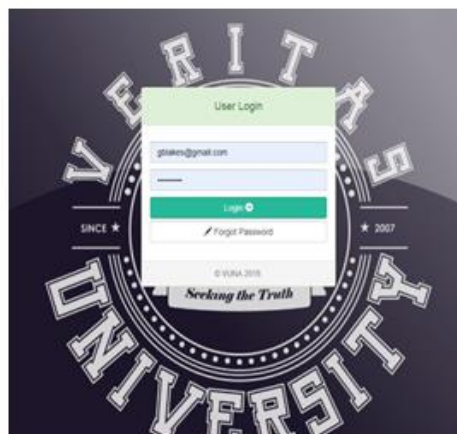 VERITAS
User Login
gblakes@gmail.com
Login
Forgot Password
SINCE ★ ★ 2007
© VUNA 2019
Seeking the Truth
UNIVERSITY